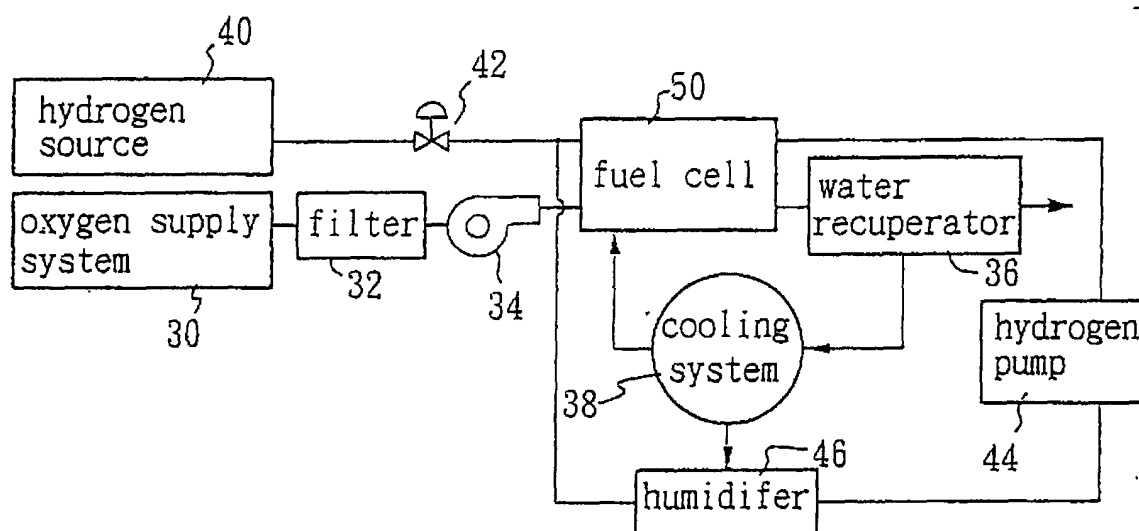 40
hydrogen
source
42
50
fuel cell
water
recuperator
36
oxygen supply
system
30
filter
32
34
cooling
system
38
hydrogen
pump
44
46
humidifer